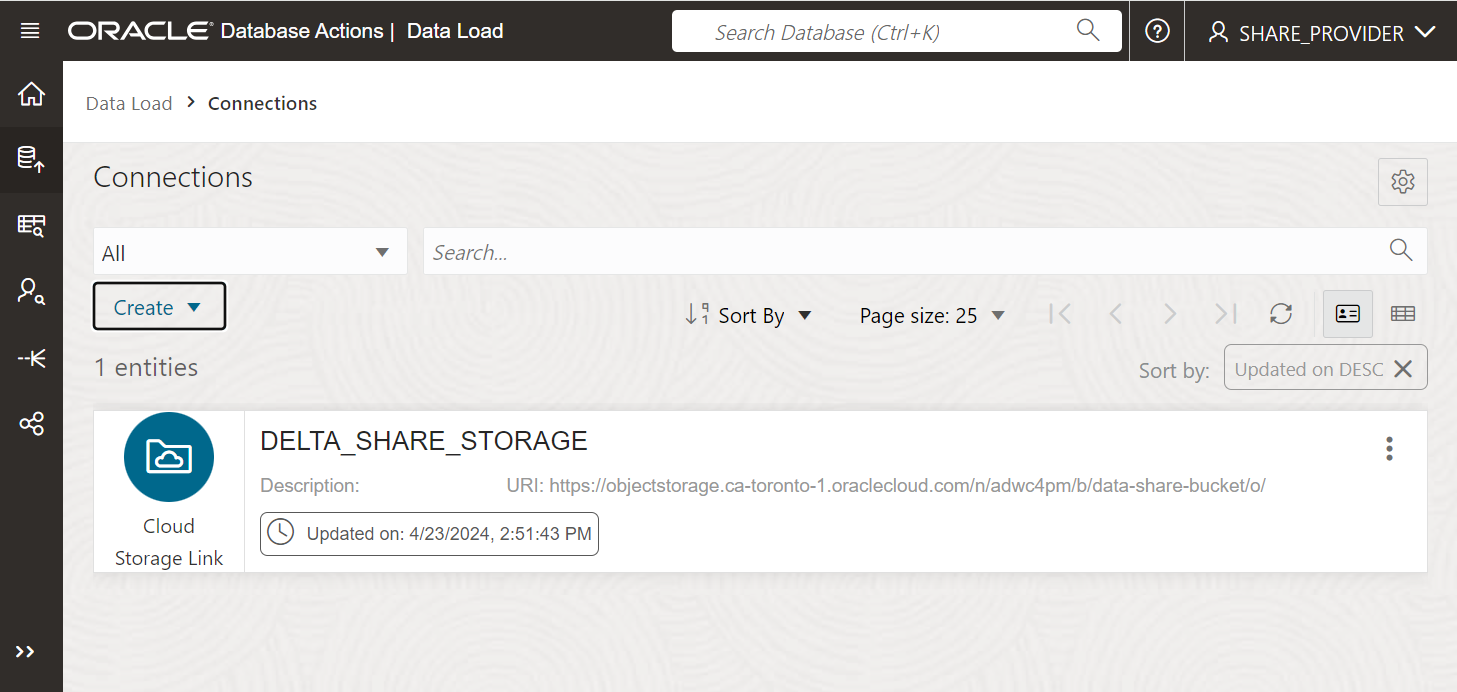 ORACLE® Database Actions | Data Load
Search Database (Ctrl+K)
SHARE_PROVIDER
Data Load > Connections
Connections
All
Search...
Create
Sort By
Page size: 25
1 entities
Sort by: Updated on DESC
DELTA_SHARE_STORAGE
Description:
URI: https://objectstorage.ca-toronto-1.oraclecloud.com/n/adwc4pm/b/data-share-bucket/o/
Updated on: 4/23/2024, 2:51:43 PM
Cloud
Storage Link